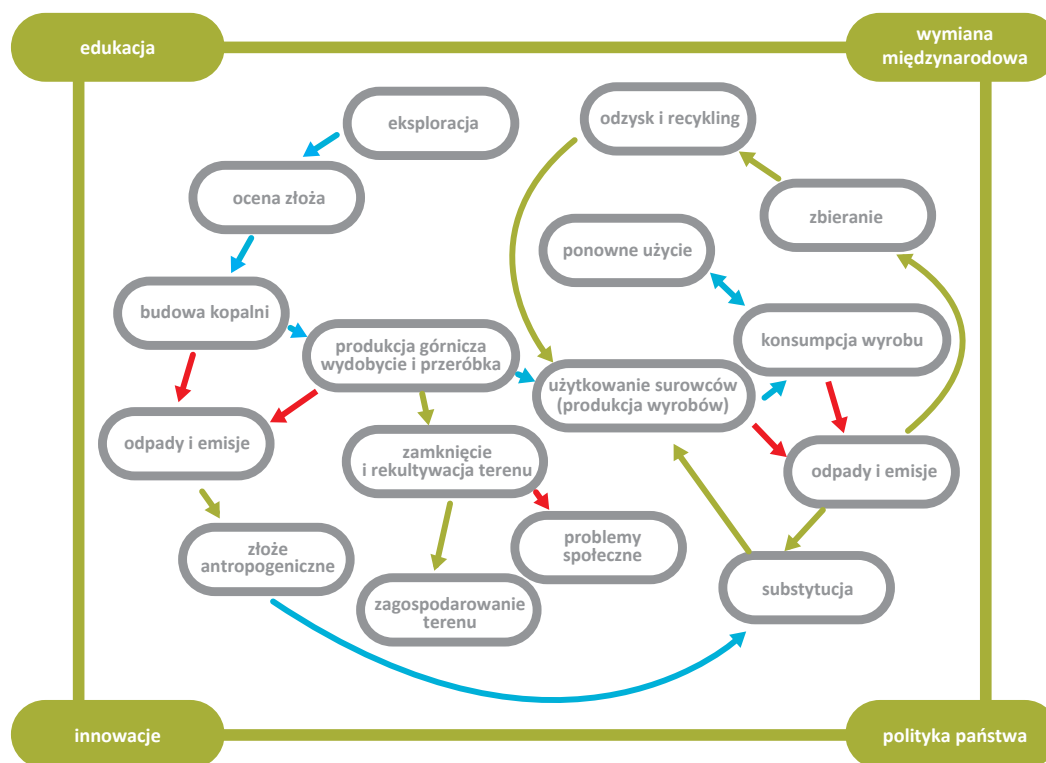 edukacja
wymiana
międzynarodowa
eksploracja
odzysk i recykling
ocena złoża
zbieranie
ponowne użycie
budowa kopalni
konsumpcja wyrobu
produkcja górnicza
wydobycie i przeróbka
użytkowanie surowców
(produkcja wyrobów)
odpady i emisje
zamknięcie
i rekultywacja terenu
odpady i emisje
złoże
antropogeniczne
problemy
społeczne
substytucja
zagospodarowanie
terenu
innowacje
polityka państwa